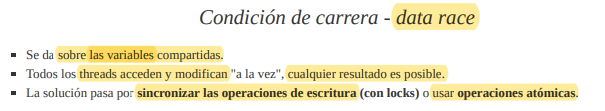 Condición de carrera - data race
▪ Se da sobre las variables compartidas.
▪ Todos los threads acceden y modifican "a la vez", cualquier resultado es posible.
▪ La solución pasa por sincronizar las operaciones de escritura (con locks) o usar operaciones atómicas.